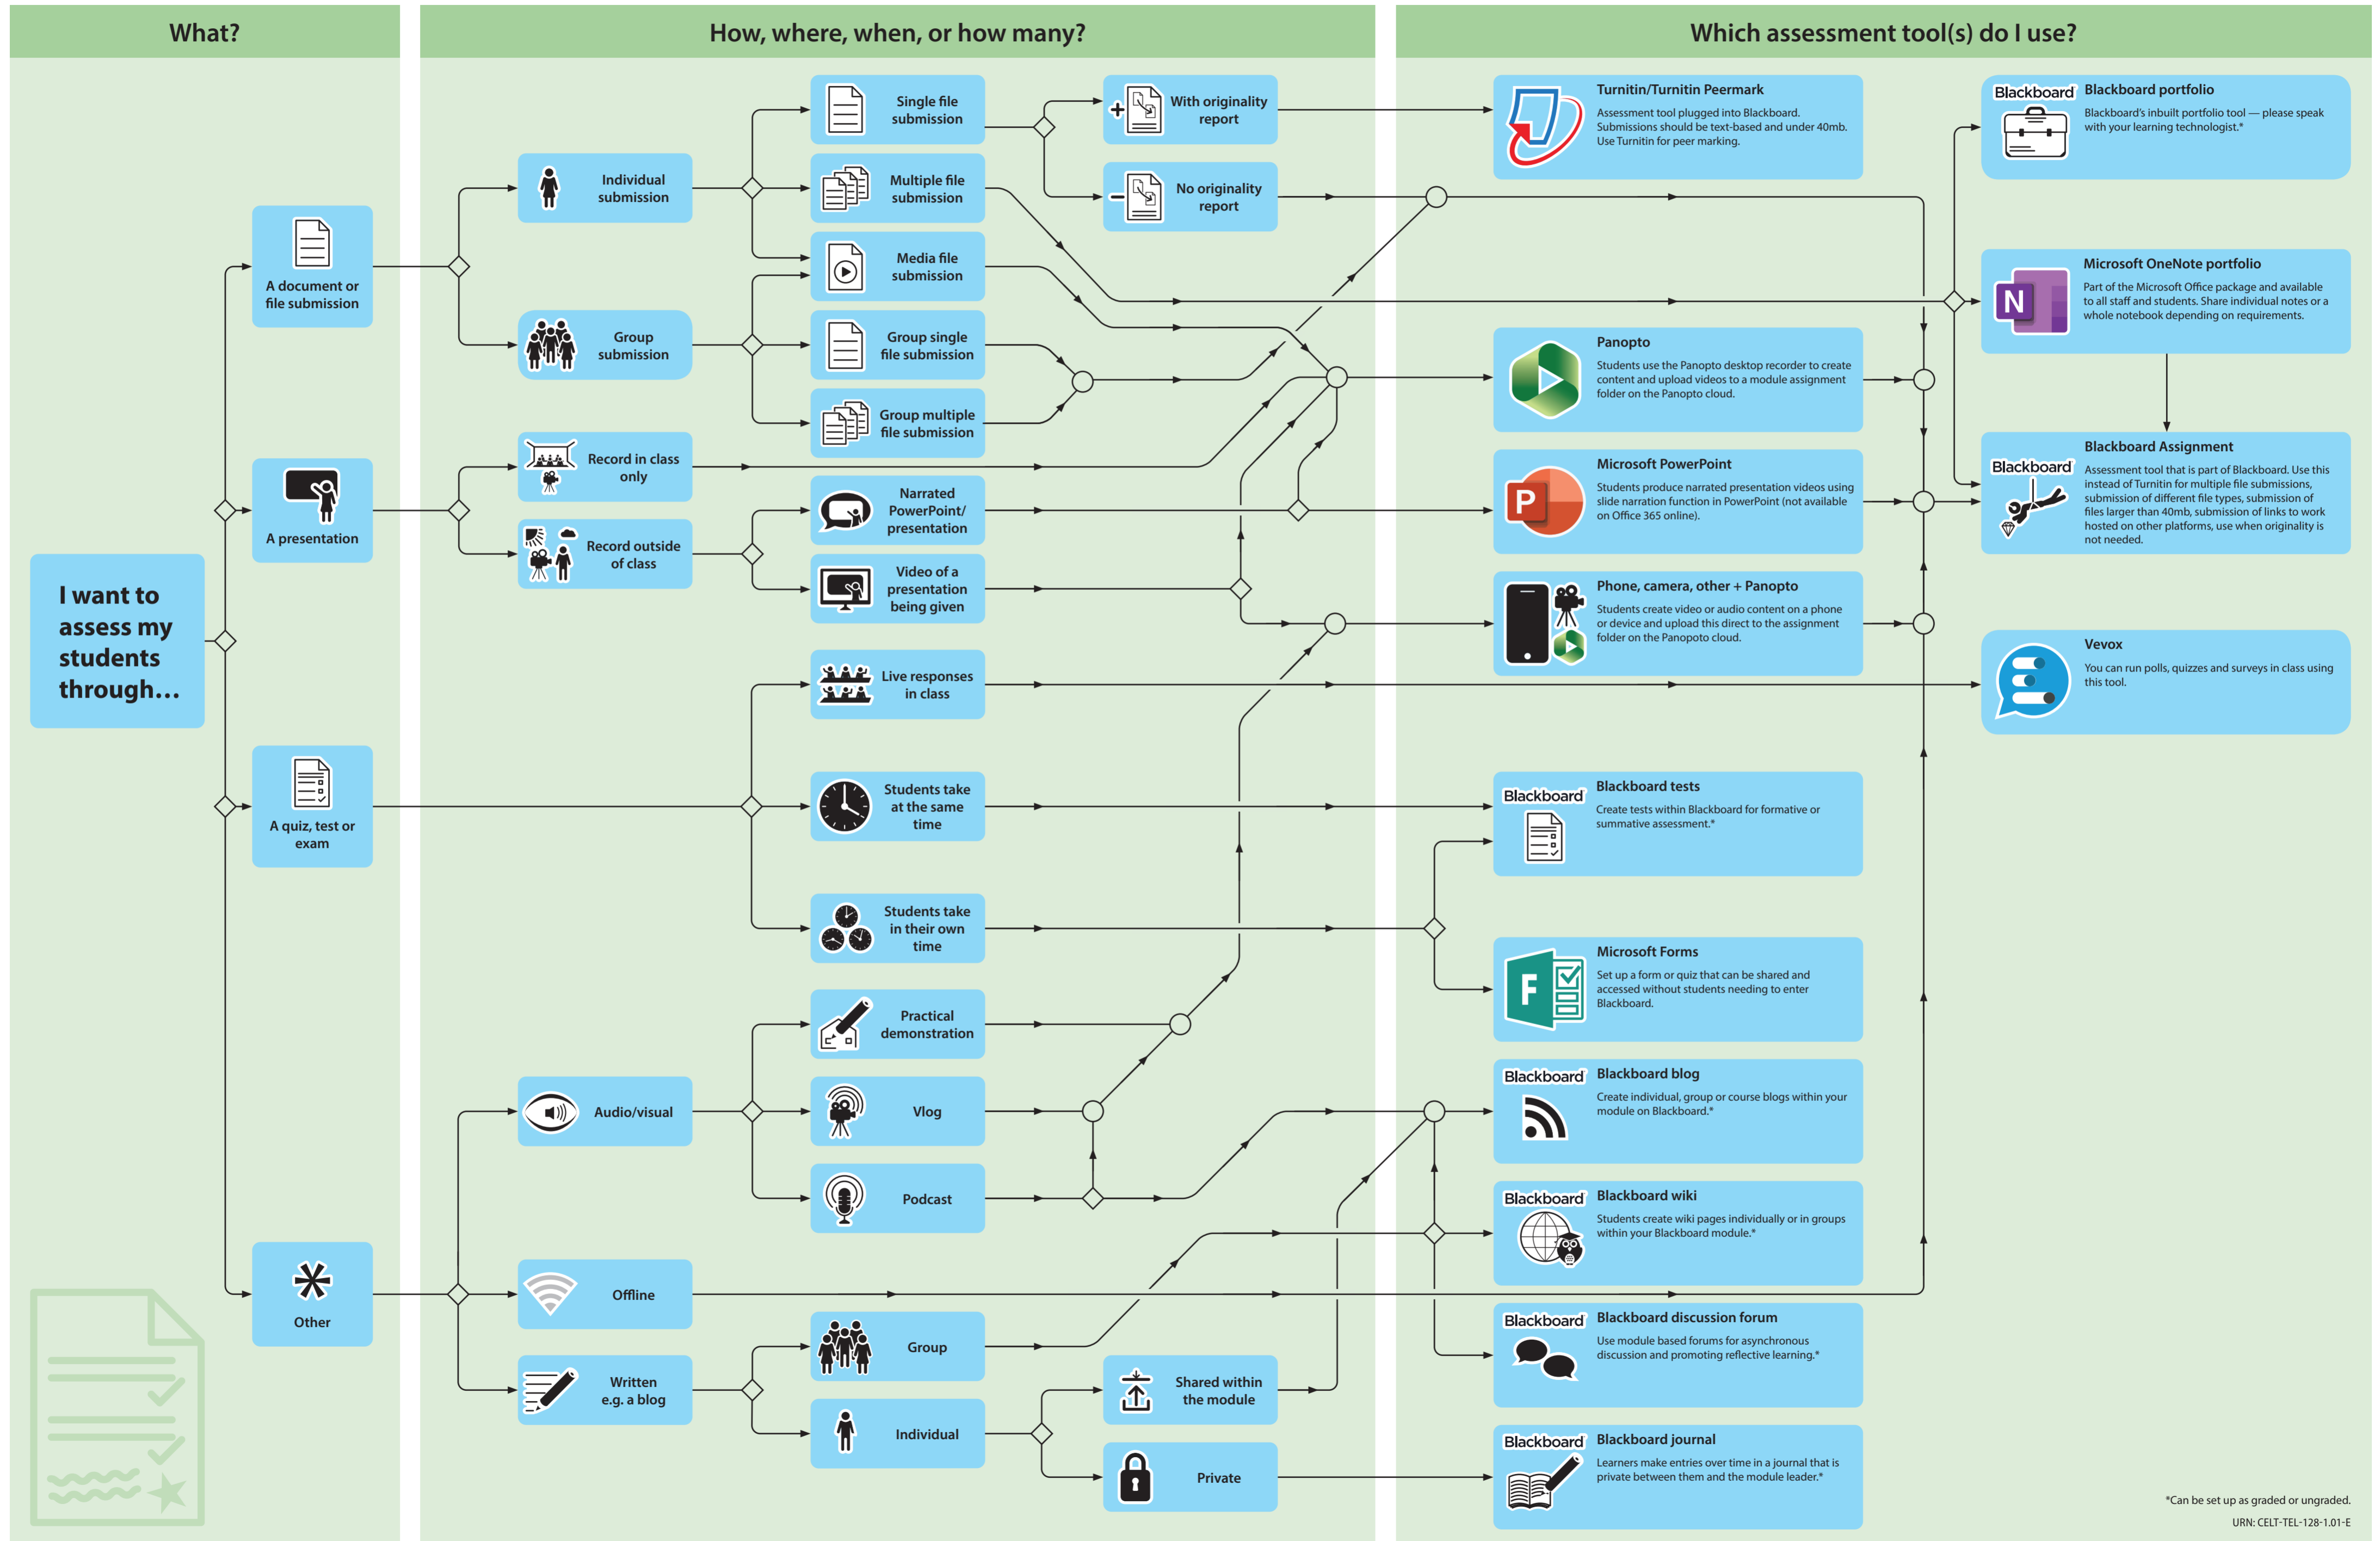 What?
How, where, when, or how many?
Which assessment tool(s) do I use?
I want to
assess my
students
through...
A document or
file submission
A presentation
A quiz, test or
exam
Other
Individual
submission
Group
submission
Record in class
only
Record outside
of class
Audio/visual
Offline
Written
e.g. a blog
Single file
submission
Multiple file
submission
Media file
submission
Group single
file submission
Group multiple
file submission
Narrated
PowerPoint/
presentation
Video of a
presentation
being given
Live responses
in class
Students take
at the same
time
Students take
in their own
time
Practical
demonstration
Vlog
Podcast
Group
Individual
With originality
report
No originality
report
Shared within
the module
Private
Turnitin/Turnitin Peermark
Assessment tool plugged into Blackboard.
Submissions should be text-based and under 40mb.
Use Turnitin for peer marking.
Panopto
Students use the Panopto desktop recorder to create
content and upload videos to a module assignment
folder on the Panopto cloud.
P
Microsoft PowerPoint
Students produce narrated presentation videos using
slide narration function in PowerPoint (not available
on Office 365 online).
Phone, camera, other + Panopto
Students create video or audio content on a phone
or device and upload this direct to the assignment
folder on the Panopoto cloud.
Blackboard
Blackboard tests
Create tests within Blackboard for formative or
summative assessment.*
F
Microsoft Forms
Set up a form or quiz that can be shared and
accessed without students needing to enter
Blackboard.
Blackboard
Blackboard blog
Create individual, group or course blogs within your
module on Blackboard.*
Blackboard
Blackboard wiki
Students create wiki pages individually or in groups
within your Blackboard module.*
Blackboard
Blackboard discussion forum
Use module based forums for asynchronous
discussion and promoting reflective learning.*
Blackboard
Blackboard journal
Learners make entries over time in a journal that is
private between them and the module leader.*
Blackboard
Blackboard portfolio
Blackboard's inbuilt portfolio tool — please speak
with your learning technologist.*
N
Microsoft OneNote portfolio
Part of the Microsoft Office package and available
to all staff and students. Share individual notes or a
whole notebook depending on requirements.
Blackboard
Blackboard Assignment
Assessment tool that is part of Blackboard. Use this
instead of Turnitin for multiple file submissions,
submission of different file types, submission of
files larger than 40mb, submission of links to work
hosted on other platforms, use when originality is
not needed.
Vevox
You can run polls, quizzes and surveys in class using
this tool.
*Can be set up as graded or ungraded.
URN: CELT-TEL-128-1.01-E